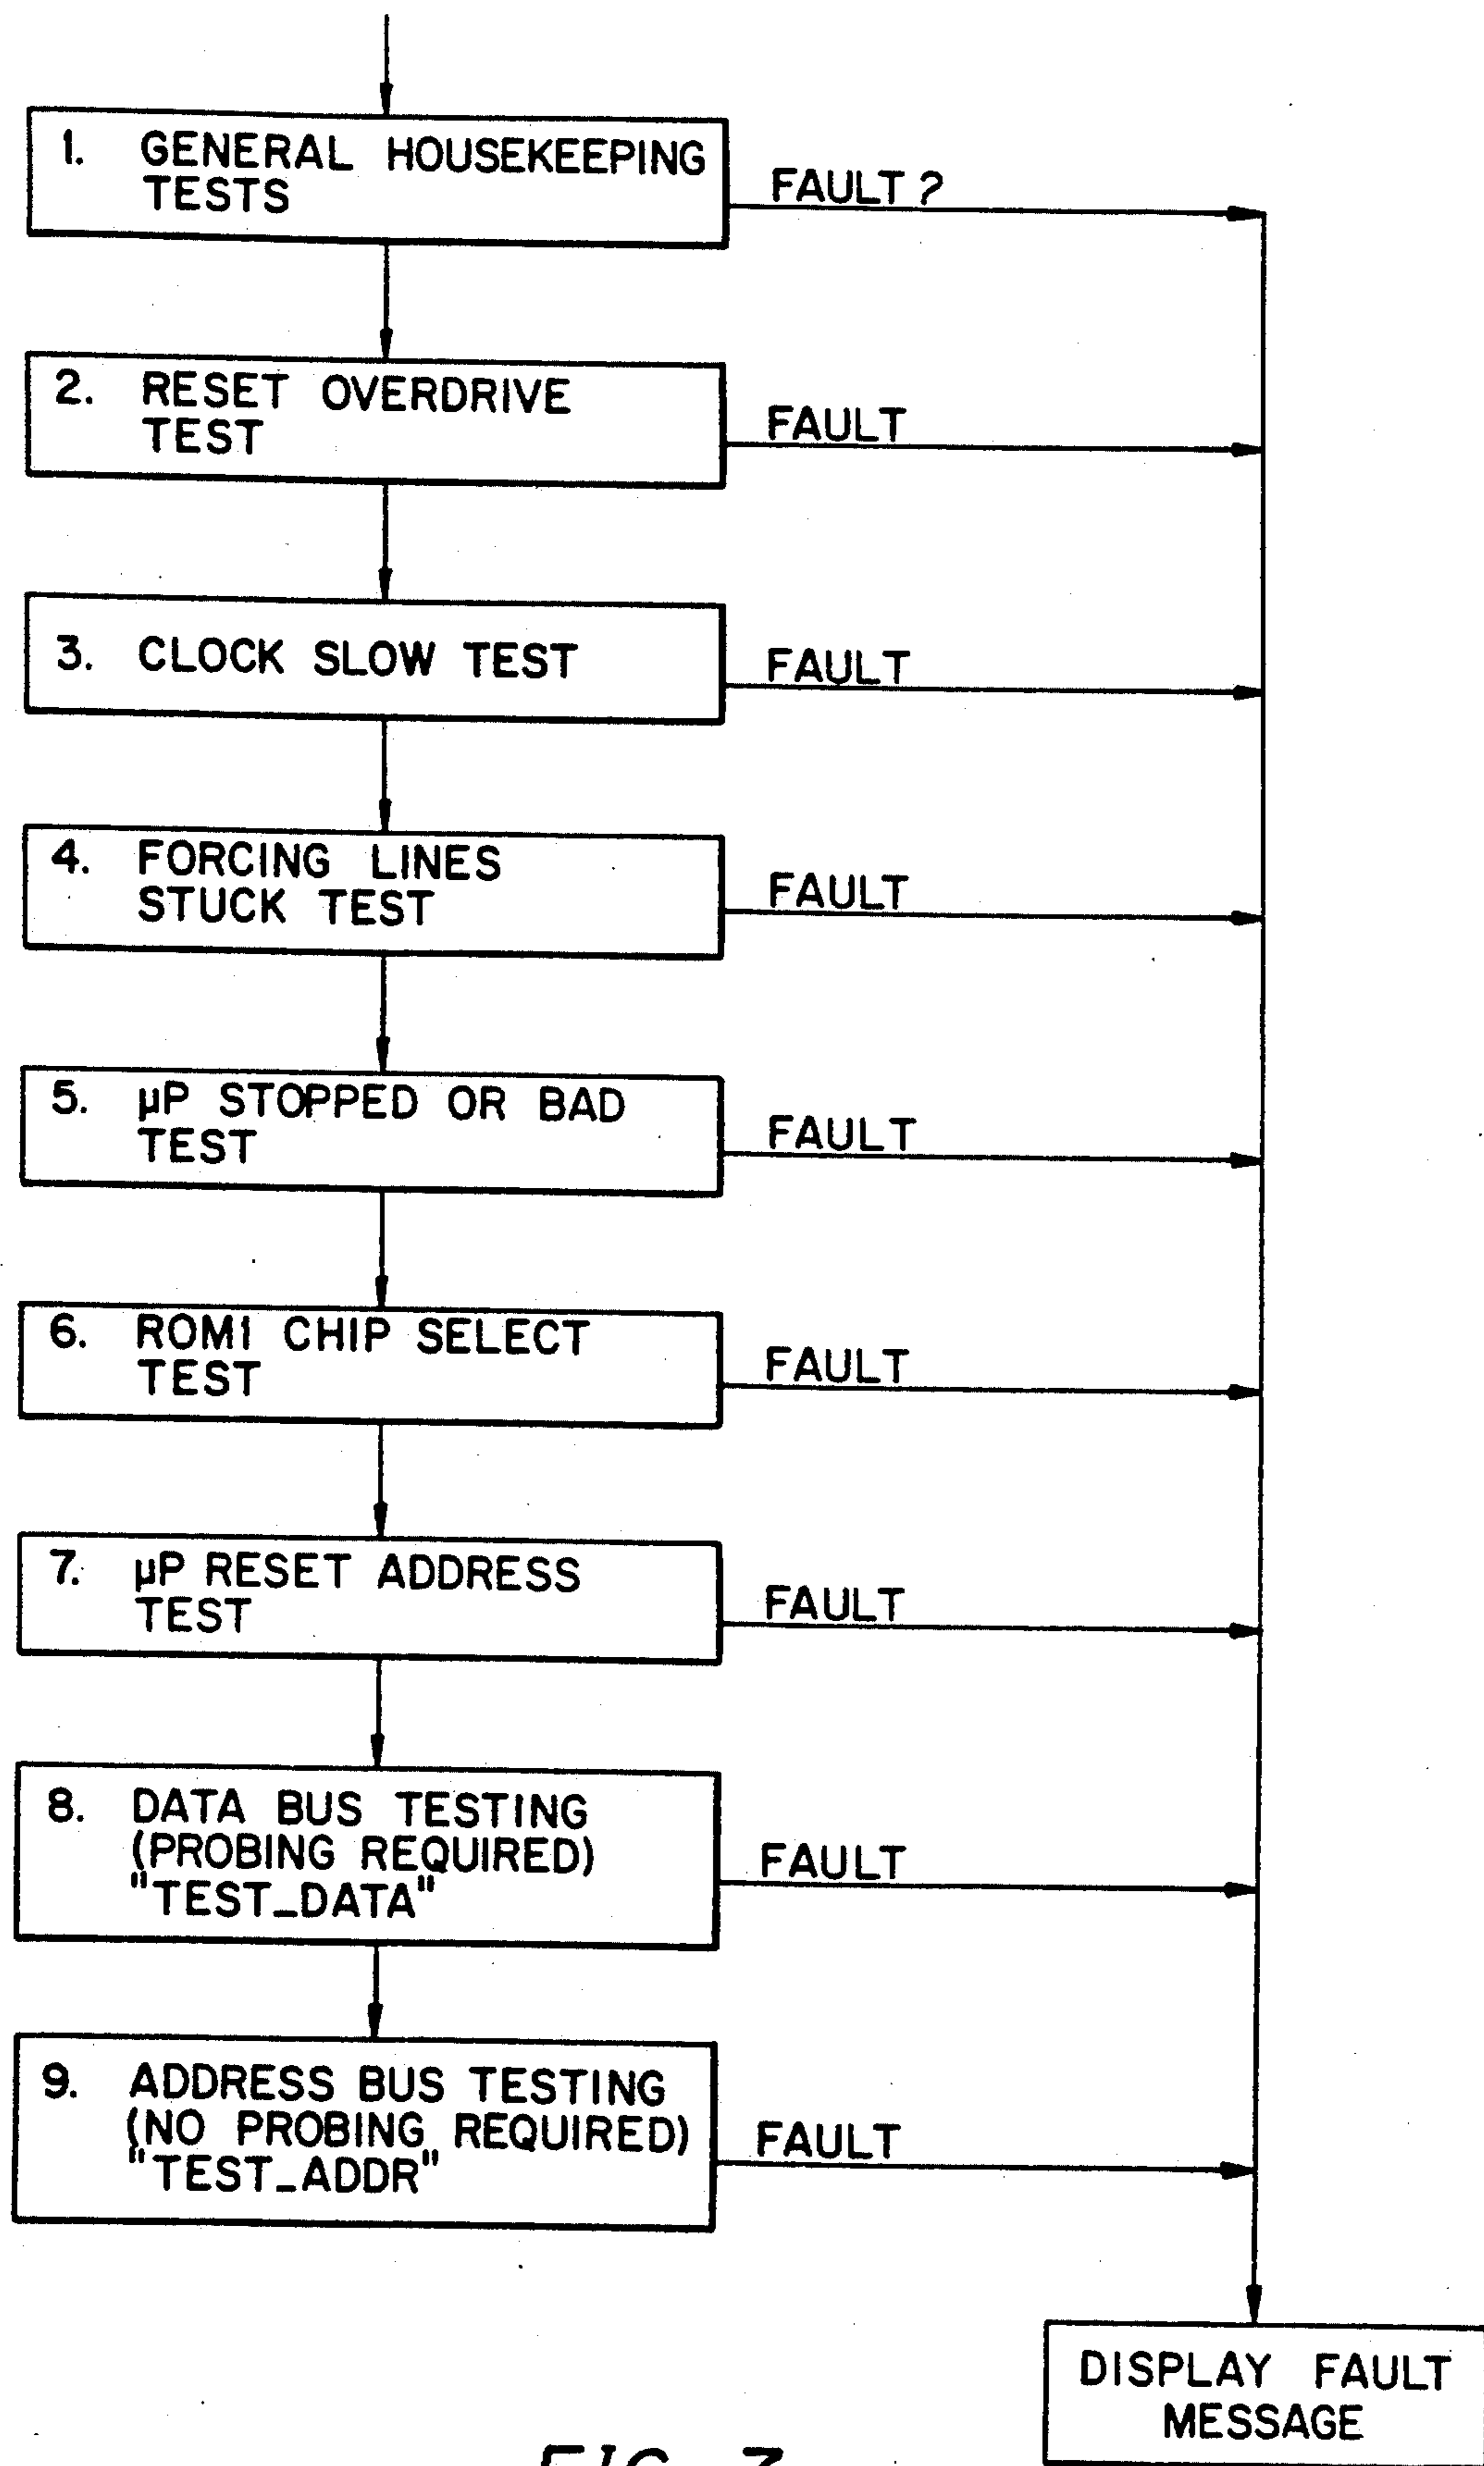 1. GENERAL HOUSEKEEPING
TESTS
FAULT?
2. RESET OVERDRIVE
TEST
FAULT
3. CLOCK SLOW TEST
FAULT
4. FORCING LINES
STUCK TEST
FAULT
5. µP STOPPED OR BAD
TEST
FAULT
6. ROM1 CHIP SELECT
TEST
FAULT
7. µP RESET ADDRESS
TEST
FAULT
8. DATA BUS TESTING
(PROBING REQUIRED)
"TEST_DATA"
FAULT
9. ADDRESS BUS TESTING
(NO PROBING REQUIRED)
"TEST_ADDR"
FAULT
DISPLAY FAULT
MESSAGE